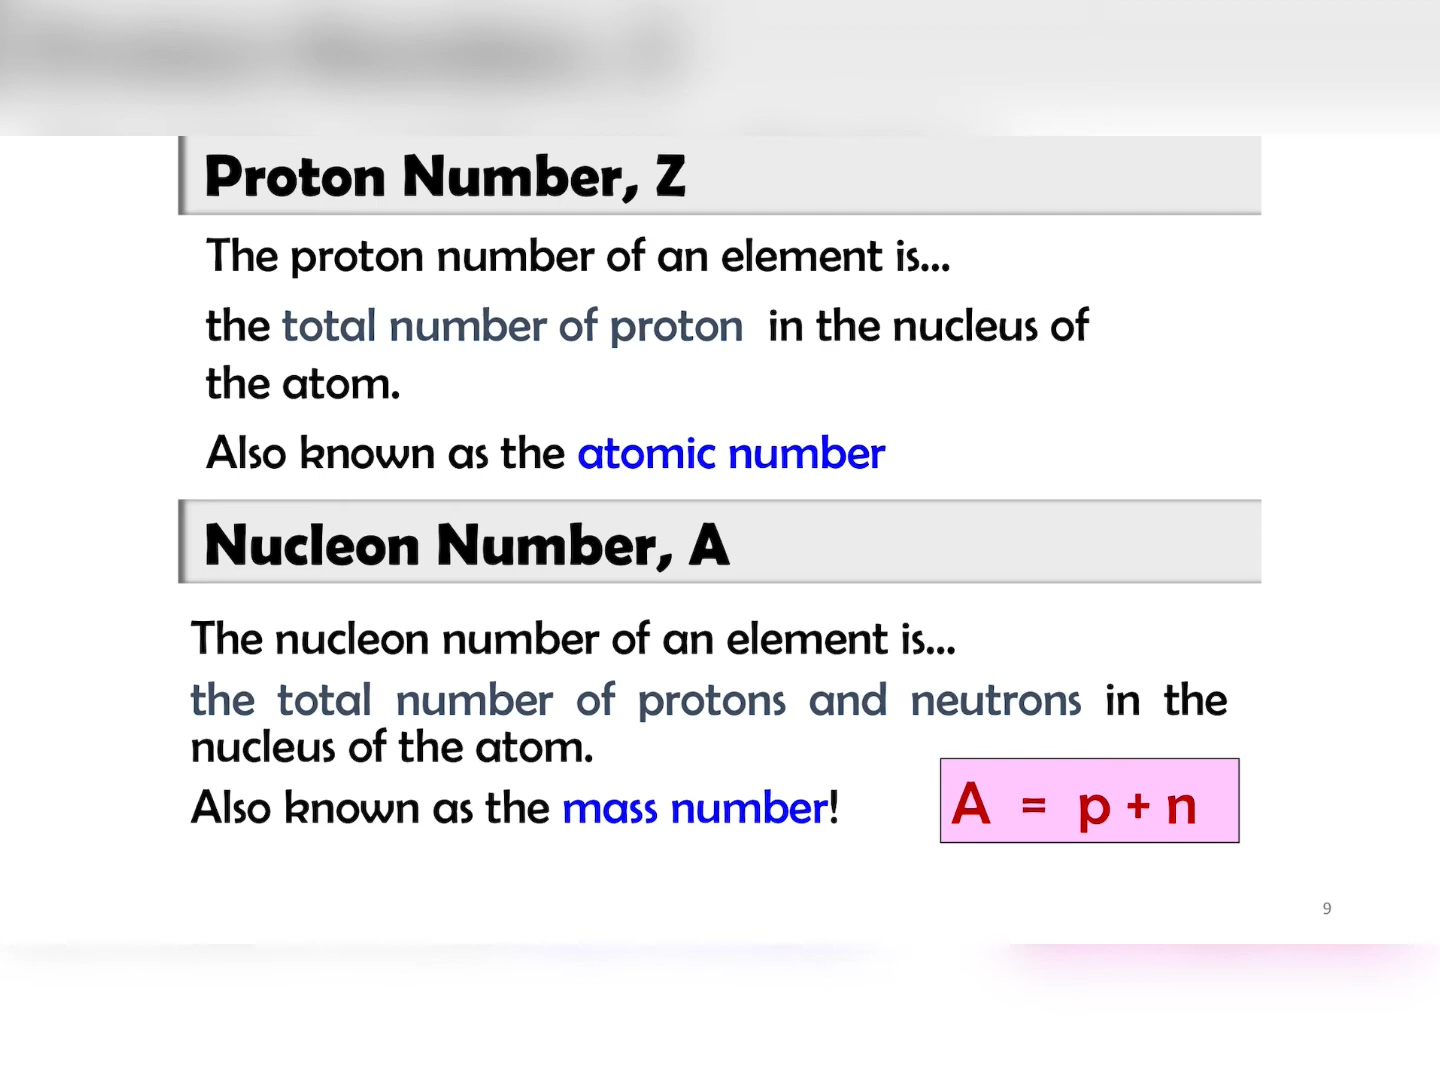 Proton Number, Z
The proton number of an element is...
the total number of proton in the nucleus of
the atom.
Also known as the atomic number
Nucleon Number, A
The nucleon number of an element is...
the total number of protons and neutrons in the
nucleus of the atom.
Also known as the mass number!
A = p + n
9